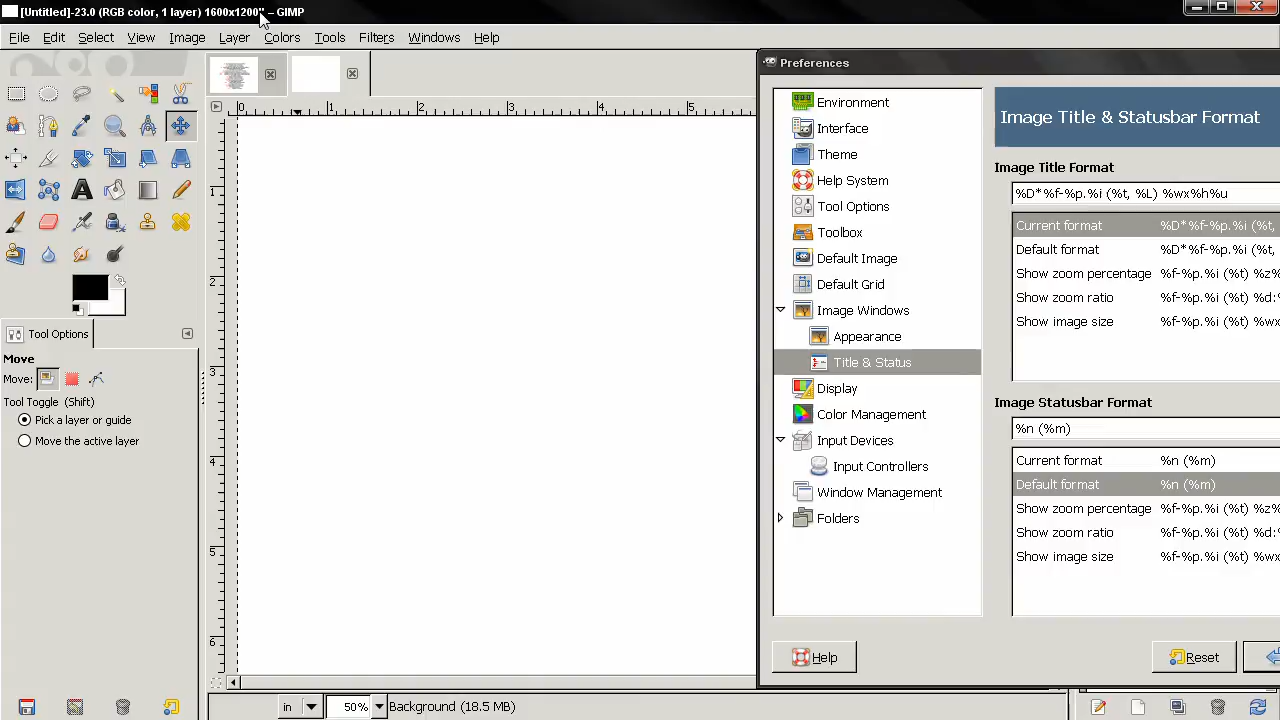 [Untitled]-23.0 (RGB color, 1 layer) 1600x1200" – GIMP
File Edit Select View Image Layer Colors Tools Filters Windows Help
0 1 2 3 4 5
1
2
3
4
5
6
Tool Options
Move
Move:
Tool Toggle (Shift)
Pick a layer or guide
Move the active layer
in 50% Background (18.5 MB)
Preferences
Environment
Interface
Theme
Help System
Tool Options
Toolbox
Default Image
Default Grid
Image Windows
Appearance
Title & Status
Display
Color Management
Input Devices
Input Controllers
Window Management
Folders
Image Title & Statusbar Format
Image Title Format
%D*%f-%p.%i (%t, %L) %wx%h%u
Current format %D*%f-%p.%i (%t,
Default format %D*%f-%p.%i (%t,
Show zoom percentage %f-%p.%i (%t) %z%
Show zoom ratio %f-%p.%i (%t) %d:
Show image size %f-%p.%i (%t) %wx
Image Statusbar Format
%n (%m)
Current format %n (%m)
Default format %n (%m)
Show zoom percentage %f-%p.%i (%t) %z%
Show zoom ratio %f-%p.%i (%t) %d:
Show image size %f-%p.%i (%t) %wx
Help Reset